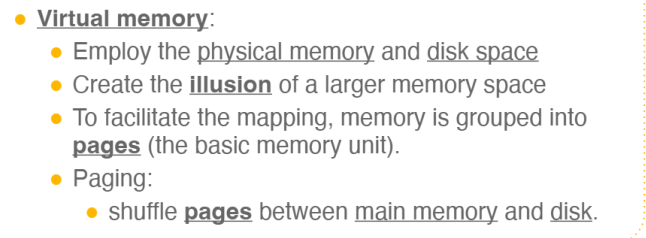 Virtual memory:
Employ the physical memory and disk space
Create the illusion of a larger memory space
To facilitate the mapping, memory is grouped into
pages (the basic memory unit).
Paging:
shuffle pages between main memory and disk.